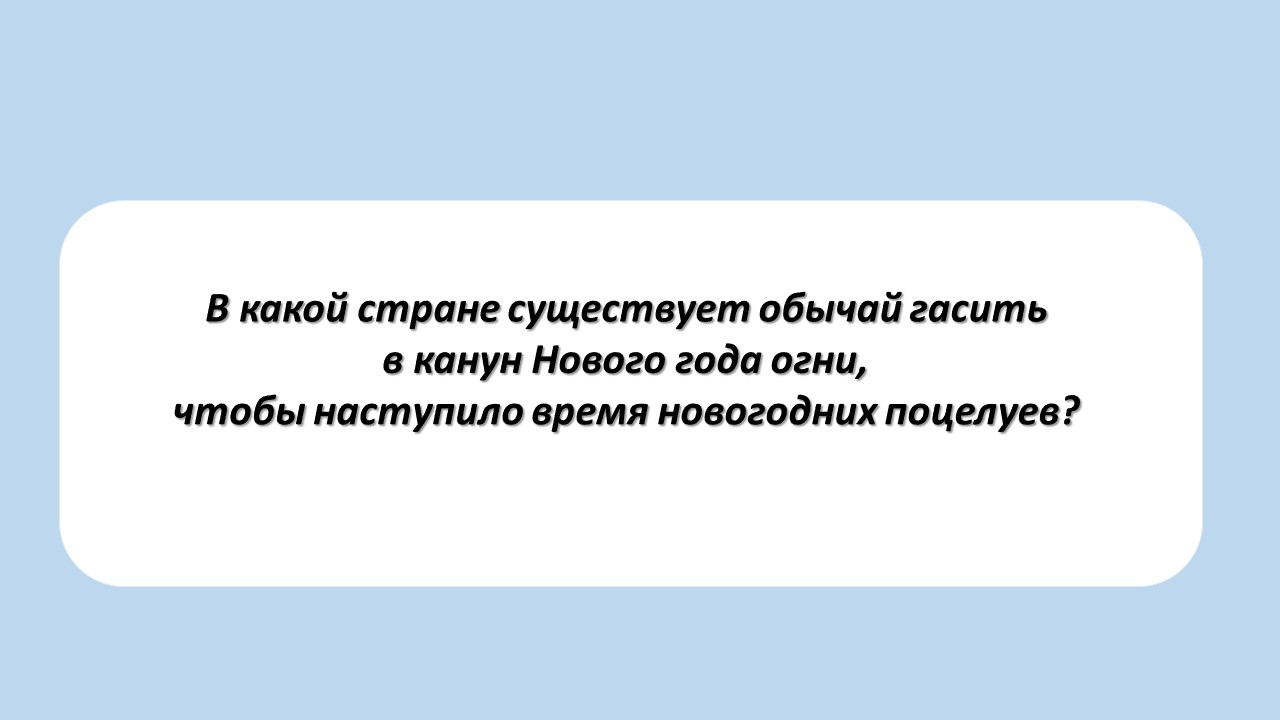 В какой стране существует обычай гасить
в канун Нового года огни,
чтобы наступило время новогодних поцелуев?